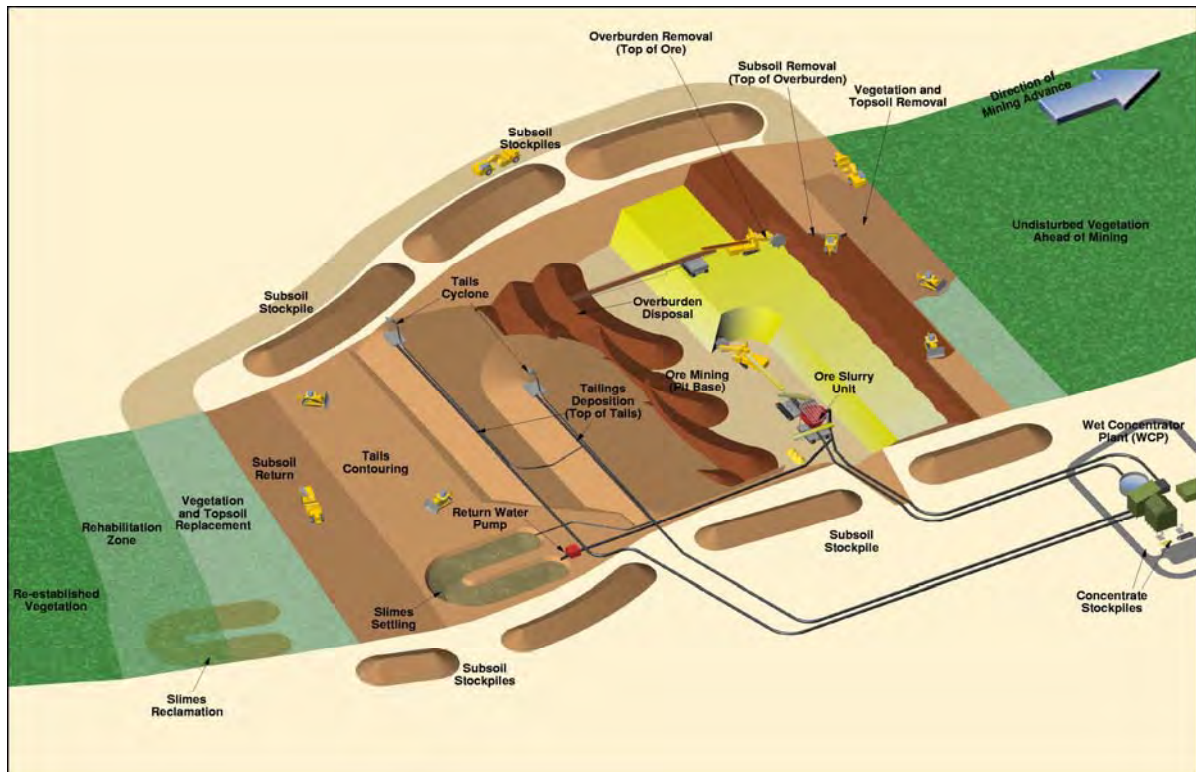 Overburden Removal
(Top of Ore)
Subsoil Removal
(Top of Overburden)
Vegetation and
Topsoil Removal
Direction of
Mining Advance
Subsoil
Stockpiles
Undisturbed Vegetation
Ahead of Mining
Subsoil
Stockpile
Tails
Cyclone
Overburden
Disposal
Ore Mining
(Pit Base)
Ore Slurry
Unit
Tailings
Deposition
(Top of Tails)
Wet Concentrator
Plant (WCP)
Subsoil
Return
Tails
Contouring
Vegetation
and Topsoil
Replacement
Rehabilitation
Zone
Return Water
Pump
Subsoil
Stockpile
Re-established
Vegetation
Slimes
Settling
Concentrate
Stockpiles
Subsoil
Stockpiles
Slimes
Reclamation